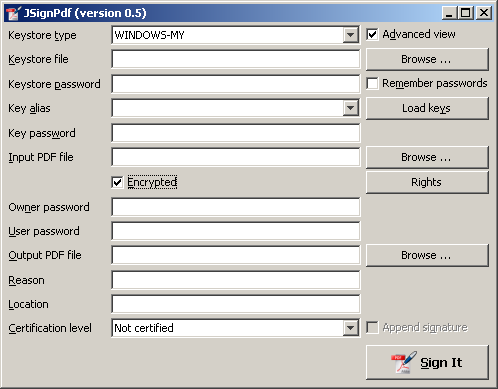 JSignPdf (version 0.5)
Keystore type WINDOWS-MY Advanced view
Keystore file Browse ...
Keystore password Remember passwords
Key alias Load keys
Key password
Input PDF file Browse ...
Encrypted Rights
Owner password
User password
Output PDF file Browse ...
Reason
Location
Certification level Not certified Append signature
Sign It